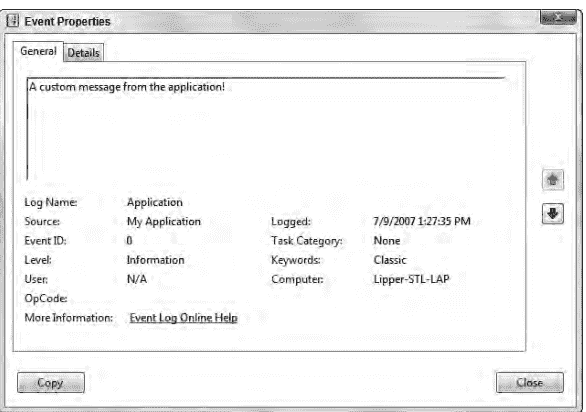 Event Properties
General Details
A custom message from the application!
Log Name: Application
Source: My Application Logged: 7/9/2007 1:27:35 PM
Event ID: 0 Task Category: None
Level: Information Keywords: Classic
User: N/A Computer: Lipper-STL-LAP
OpCode:
More Information: Event Log Online Help
Copy Close